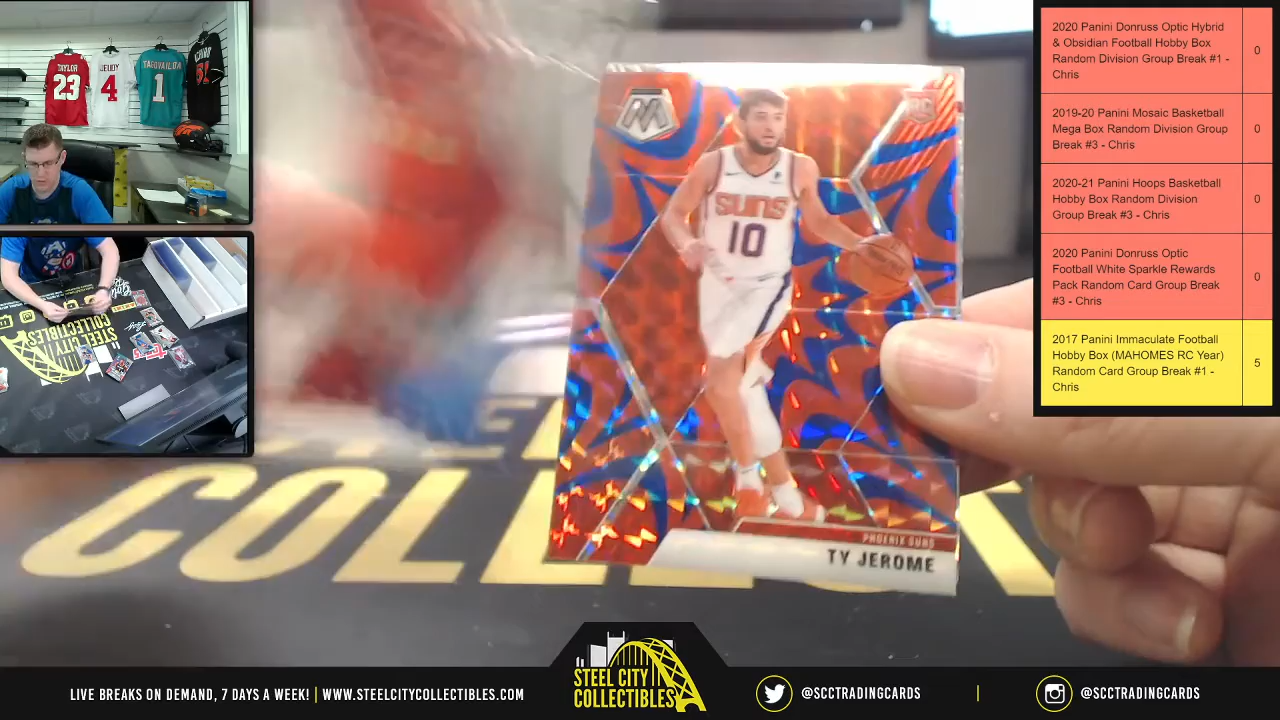 TAYLOR
23
JEUDY
4
TAGOVAILOA
1
2020 Panini Donruss Optic Hybrid
& Obsidian Football Hobby Box
Random Division Group Break #1 -
Chris
0
2019-20 Panini Mosaic Basketball
Mega Box Random Division Group
Break #3 - Chris
0
2020-21 Panini Hoops Basketball
Hobby Box Random Division
Group Break #3 - Chris
0
2020 Panini Donruss Optic
Football White Sparkle Rewards
Pack Random Card Group Break
#3 - Chris
0
2017 Panini Immaculate Football
Hobby Box (MAHOMES RC Year)
Random Card Group Break #1 -
Chris
5
RC
SUNS
10
PHOENIX SUNS
TY JEROME
STEEL CITY
COLLECTIBLES
LIVE BREAKS ON DEMAND, 7 DAYS A WEEK! | WWW.STEELCITYCOLLECTIBLES.COM
STEEL CITY
COLLECTIBLES
@SCCTRADINGCARDS
|
@SCCTRADINGCARDS